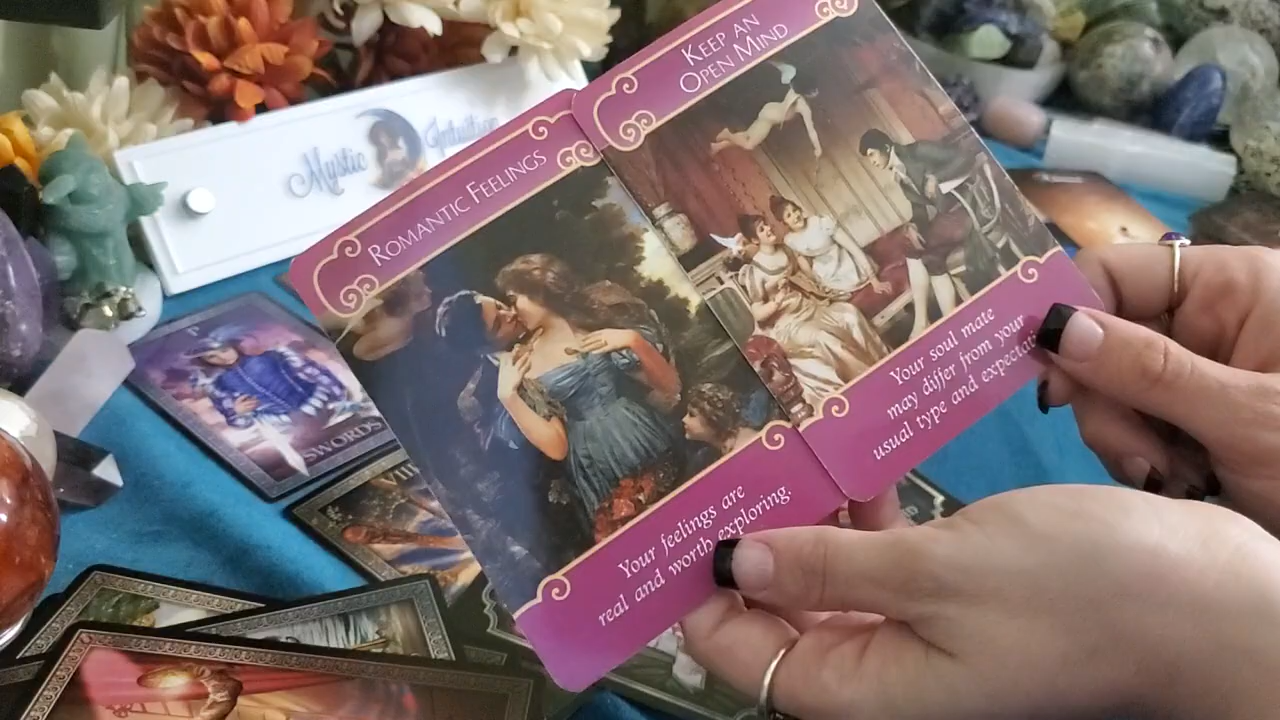 Mystic Intuition
ROMANTIC FEELINGS
Your feelings are
real and worth exploring.
KEEP AN
OPEN MIND
Your soul mate
may differ from your
usual type and
SWORDS
VIII